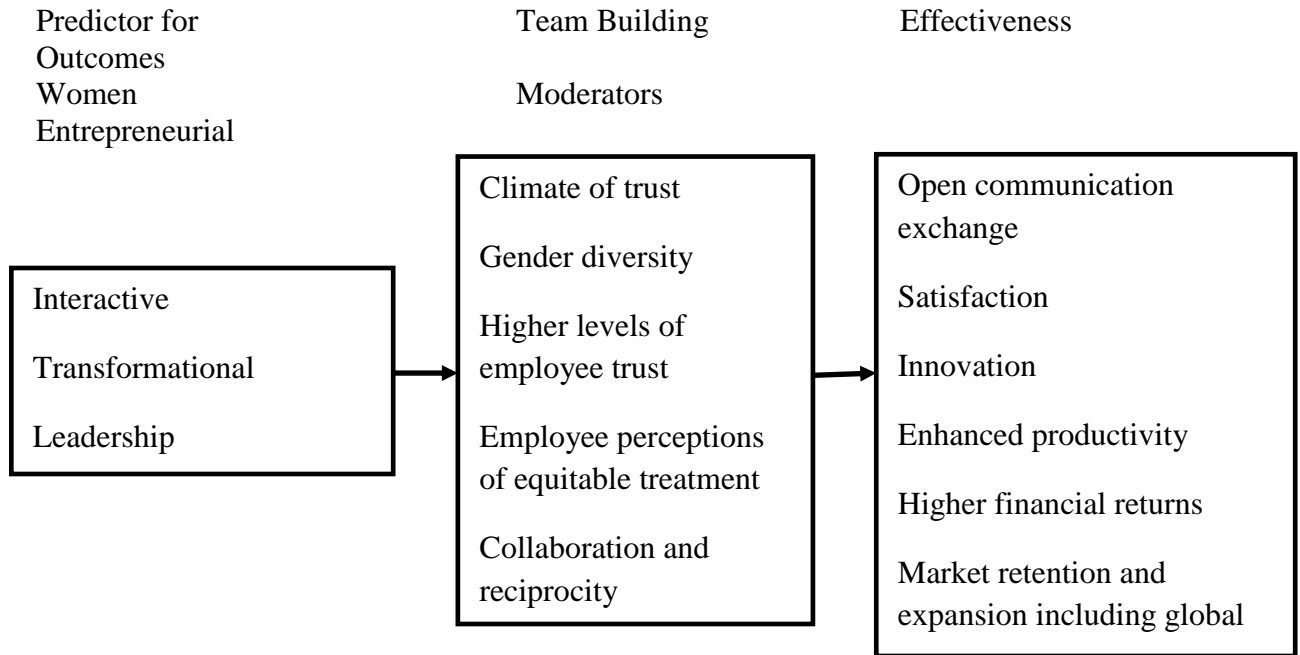 Predictor for
Outcomes
Women
Entrepreneurial
Team Building
Moderators
Effectiveness
Interactive
Transformational
Leadership
Climate of trust
Gender diversity
Higher levels of
employee trust
Employee perceptions
of equitable treatment
Collaboration and
reciprocity
Open communication
exchange
Satisfaction
Innovation
Enhanced productivity
Higher financial returns
Market retention and
expansion including global